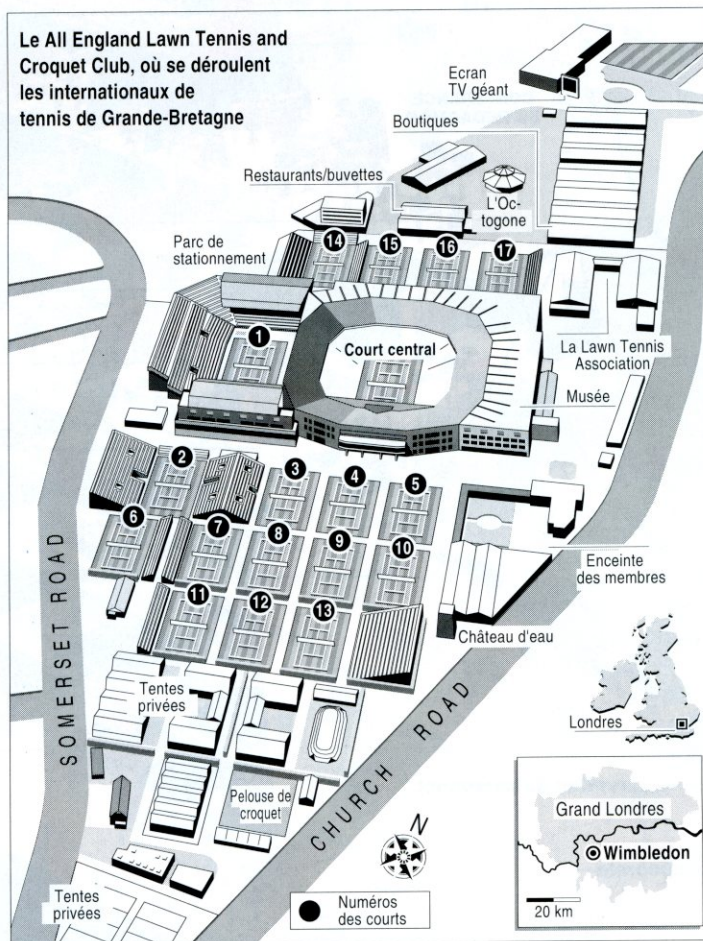 Le All England Lawn Tennis and
Croquet Club, où se déroulent
les internationaux de
tennis de Grande-Bretagne
Ecran
TV géant
Boutiques
Restaurants/buvettes
L'Oc-
togone
Parc de
stationnement
14
15
16
17
1
Court central
La Lawn Tennis
Association
Musée
2
3
4
5
6
7
8
9
10
Enceinte
des membres
11
12
13
Château d'eau
Tentes
privées
SOMERSET ROAD
CHURCH ROAD
Londres
Pelouse de
croquet
N
Grand Londres
Wimbledon
20 km
Tentes
privées
Numéros
des courts